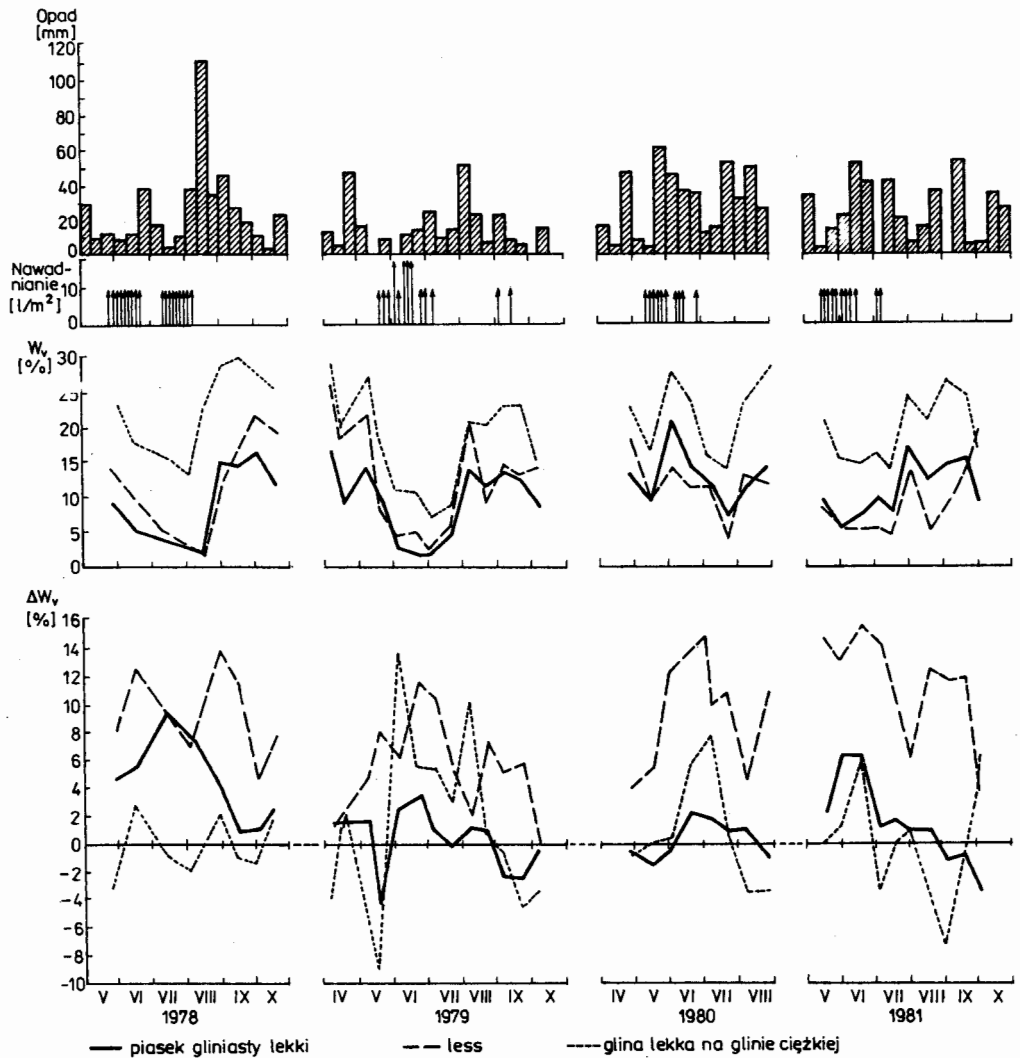 Opad
[mm]
120
100
80
60
40
20
0
Nawad-
nianie
[l/m²]
20
10
0
Wᵥ
[%]
30
25
20
15
10
5
0
ΔWᵥ
[%]
16
14
12
10
8
6
4
2
0
-2
-4
-6
-8
-10
V VI VII VIII IX X
IV V VI VII VIII IX X
IV V VI VII VIII
V VI VII VIII IX X
1978 1979 1980 1981
piasek gliniasty lekki less glina lekka na glinie ciężkiej